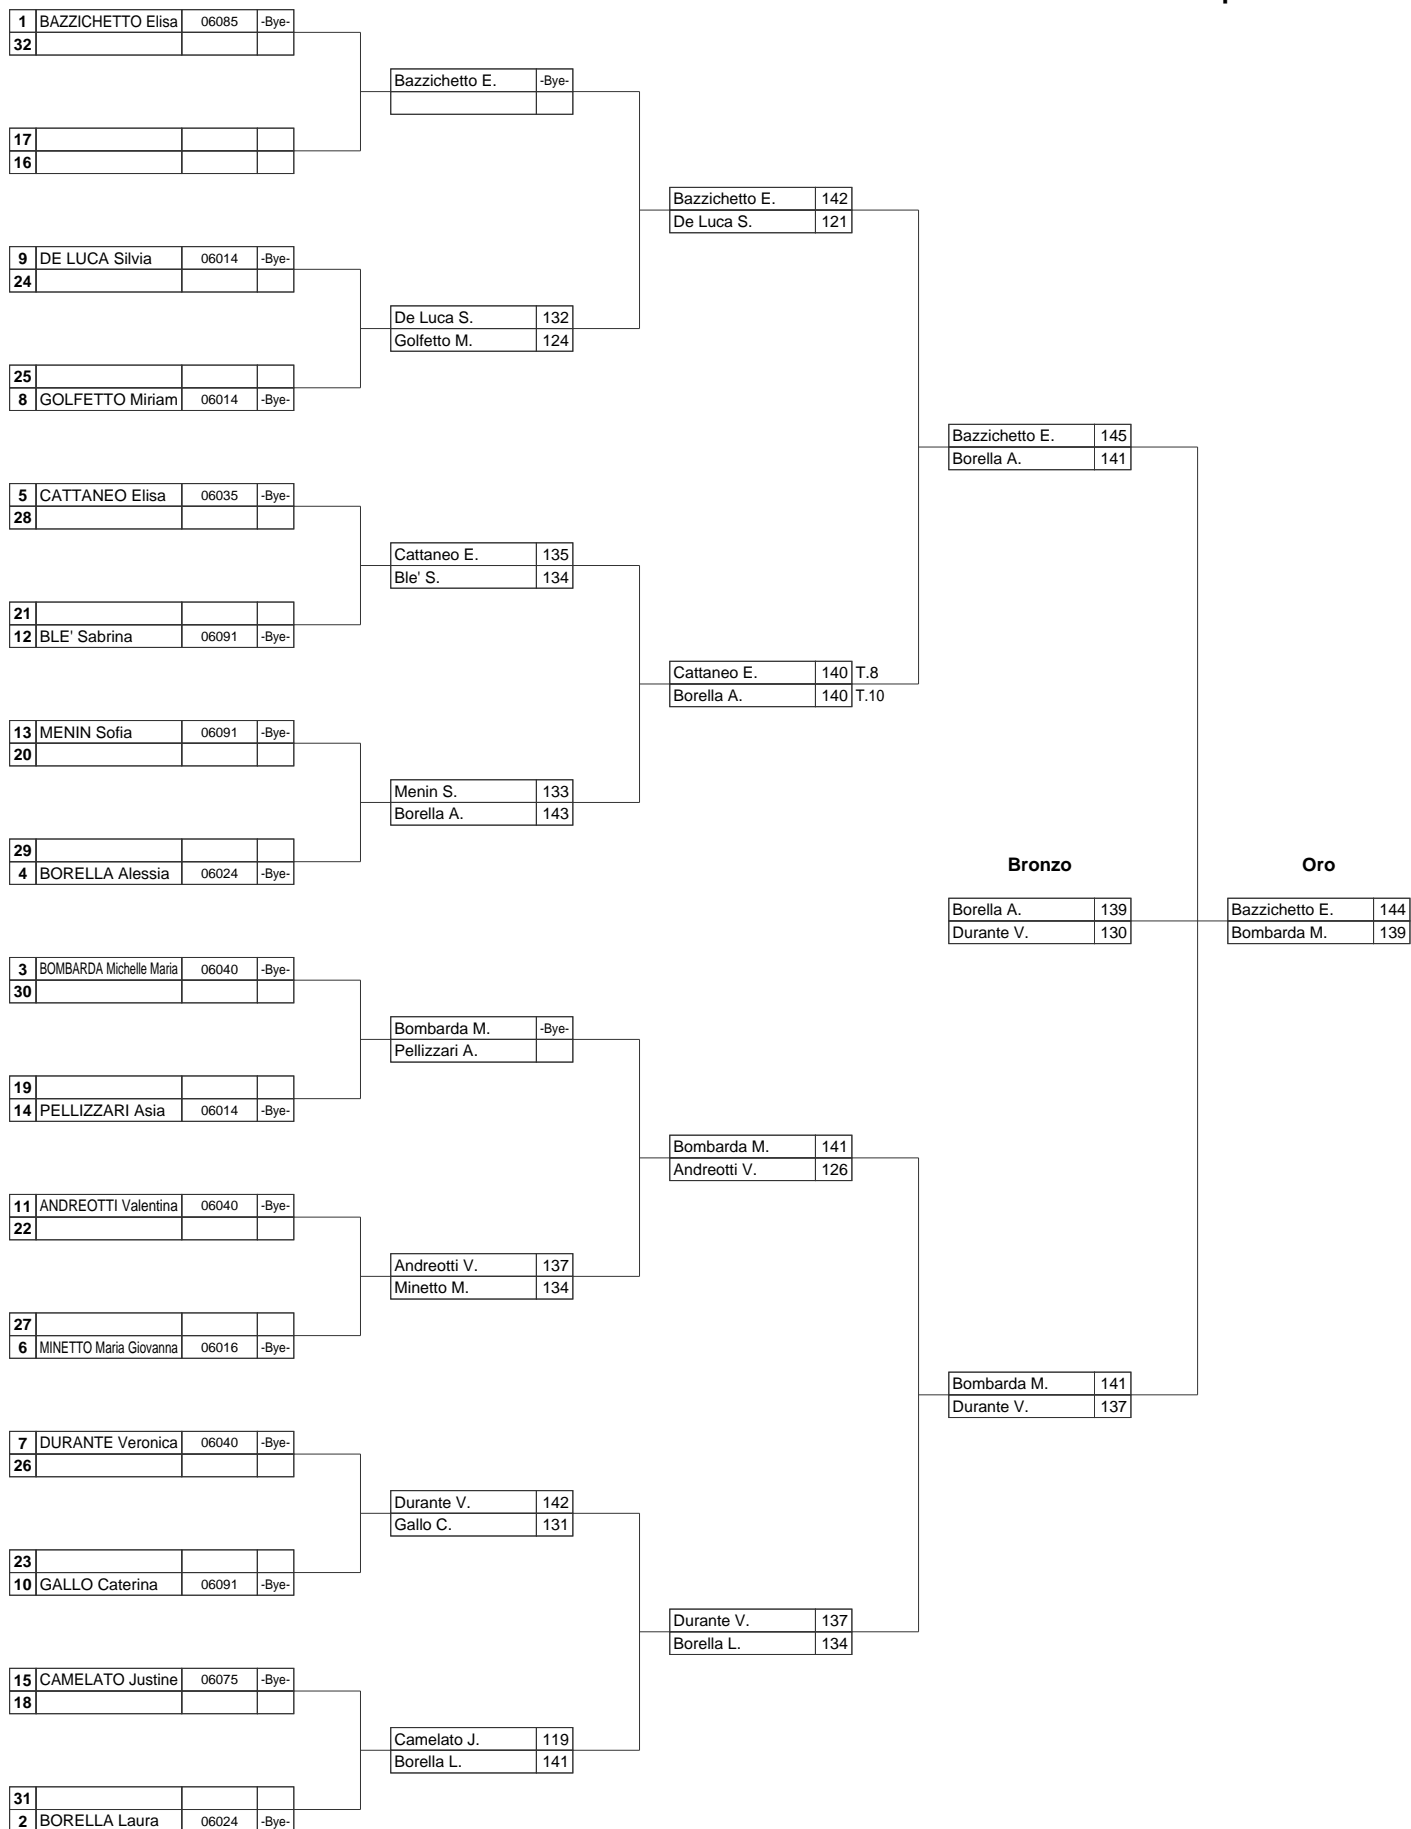 1 BAZZICHETTO Elisa 06085 -Bye-
32
Bazzichetto E. -Bye-
17
16
Bazzichetto E. 142
De Luca S. 121
9 DE LUCA Silvia 06014 -Bye-
24
De Luca S. 132
Golfetto M. 124
25
8 GOLFETTO Miriam 06014 -Bye-
Bazzichetto E. 145
Borella A. 141
5 CATTANEO Elisa 06035 -Bye-
28
Cattaneo E. 135
Ble' S. 134
21
12 BLE' Sabrina 06091 -Bye-
Cattaneo E. 140 T.8
Borella A. 140 T.10
13 MENIN Sofia 06091 -Bye-
20
Menin S. 133
Borella A. 143
29
4 BORELLA Alessia 06024 -Bye-
Bronzo Oro
Borella A. 139 Bazzichetto E. 144
Durante V. 130 Bombarda M. 139
3 BOMBARDA Michelle Maria 06040 -Bye-
30
Bombarda M. -Bye-
Pellizzari A.
19
14 PELLIZZARI Asia 06014 -Bye-
Bombarda M. 141
Andreotti V. 126
11 ANDREOTTI Valentina 06040 -Bye-
22
Andreotti V. 137
Minetto M. 134
27
6 MINETTO Maria Giovanna 06016 -Bye-
Bombarda M. 141
Durante V. 137
7 DURANTE Veronica 06040 -Bye-
26
Durante V. 142
Gallo C. 131
23
10 GALLO Caterina 06091 -Bye-
Durante V. 137
Borella L. 134
15 CAMELATO Justine 06075 -Bye-
18
Camelato J. 119
Borella L. 141
31
2 BORELLA Laura 06024 -Bye-